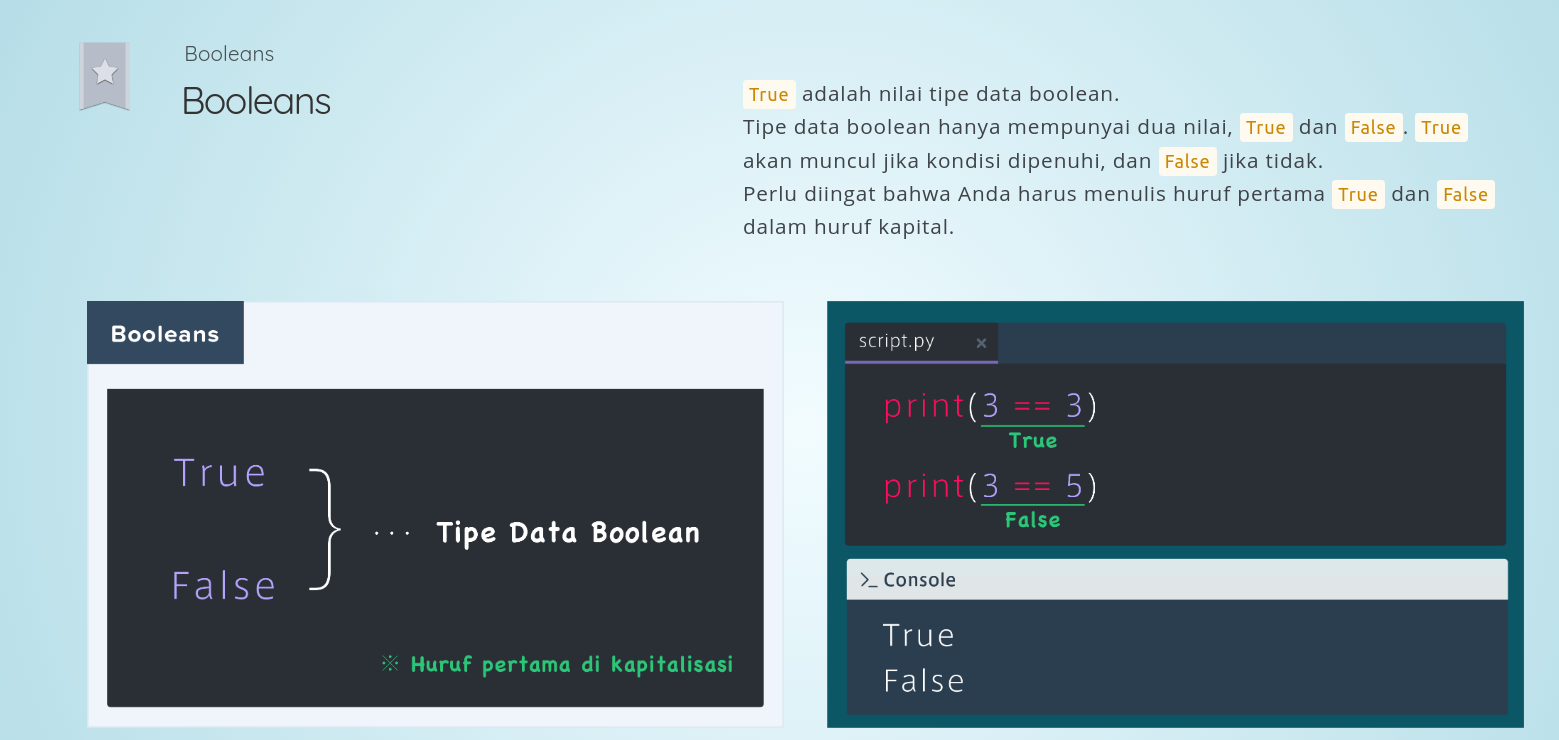 Booleans
Booleans
True adalah nilai tipe data boolean.
Tipe data boolean hanya mempunyai dua nilai, True dan False. True
akan muncul jika kondisi dipenuhi, dan False jika tidak.
Perlu diingat bahwa Anda harus menulis huruf pertama True dan False
dalam huruf kapital.
Booleans
True
... Tipe Data Boolean
False
※ Huruf pertama di kapitalisasi
script.py ×
print(3 == 3)
True
print(3 == 5)
False
>_ Console
True
False